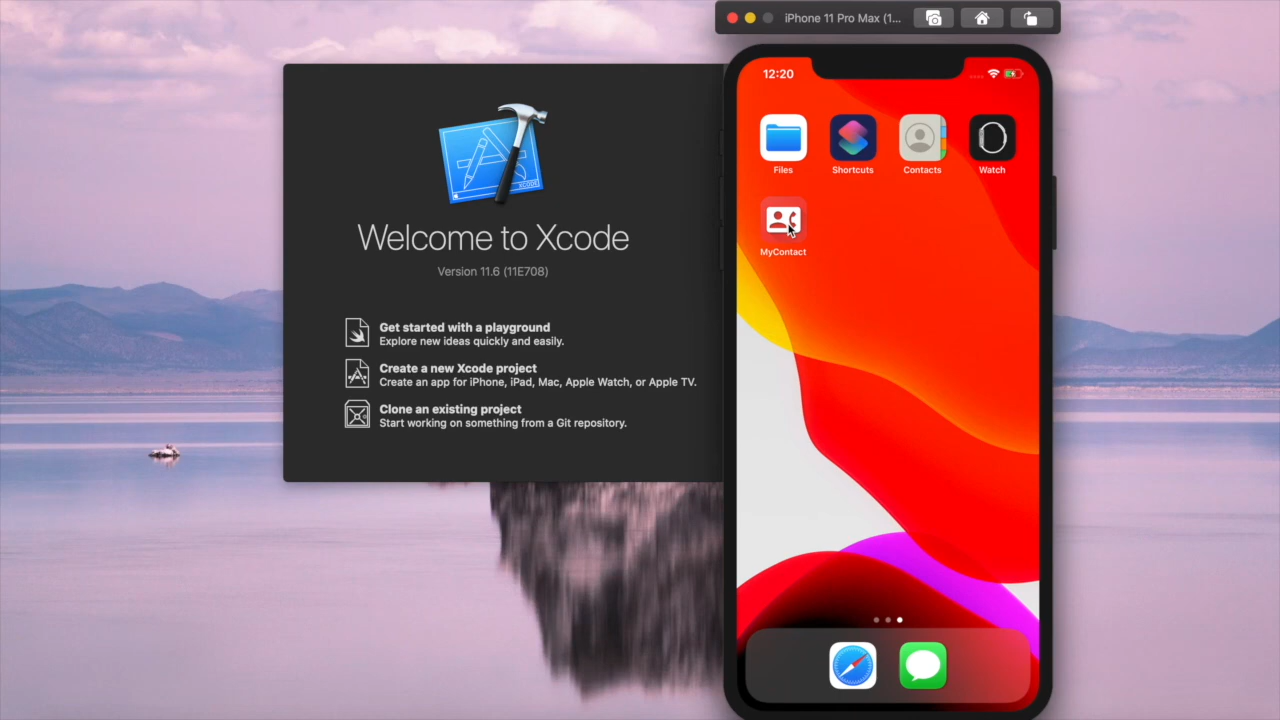 iPhone 11 Pro Max (1...
12:20
Welcome to Xcode
Version 11.6 (11E708)
Get started with a playground
Explore new ideas quickly and easily.
Create a new Xcode project
Create an app for iPhone, iPad, Mac, Apple Watch, or Apple TV.
Clone an existing project
Start working on something from a Git repository.
Files
Shortcuts
Contacts
Watch
MyContact